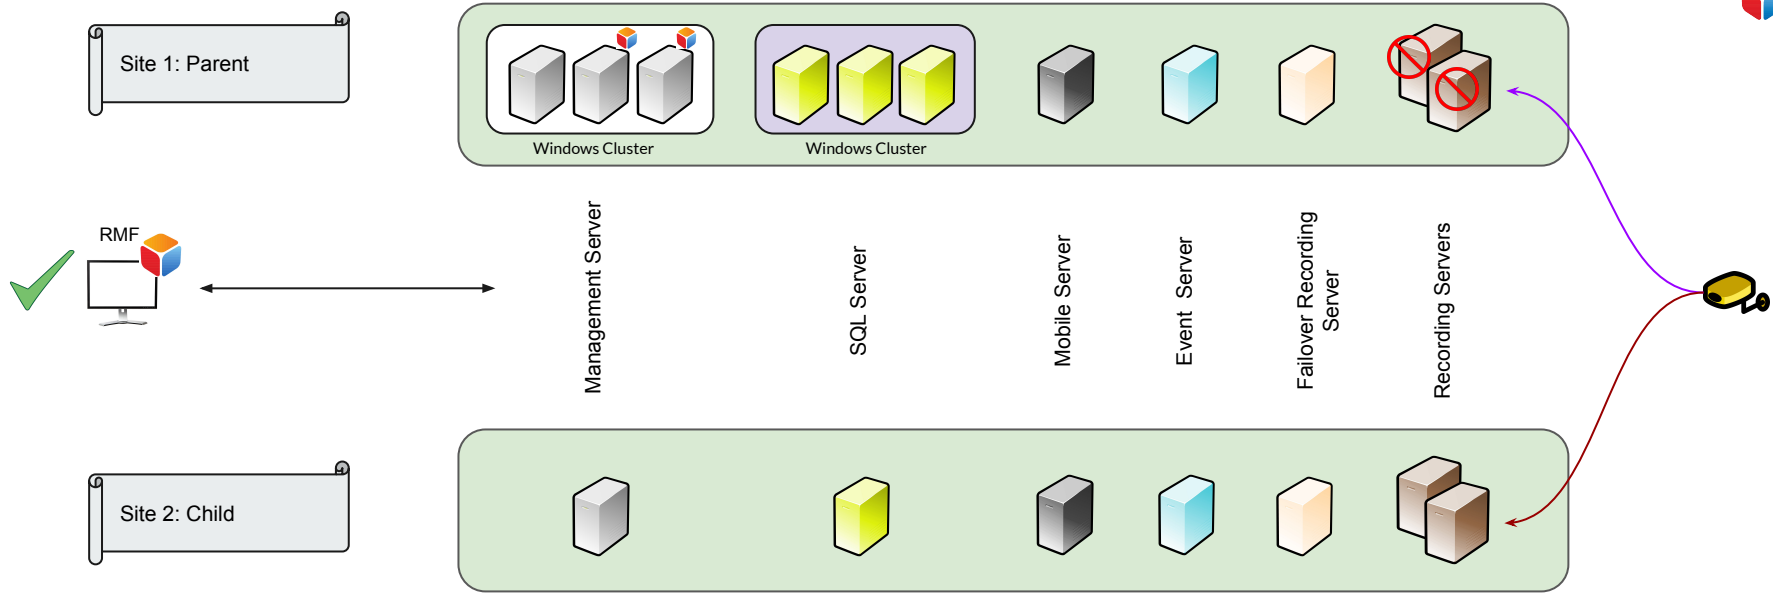 Site 1: Parent
Windows Cluster
Windows Cluster
RMF
Management Server
SQL Server
Mobile Server
Event  Server
Failover Recording
Server
Recording Servers
Site 2: Child